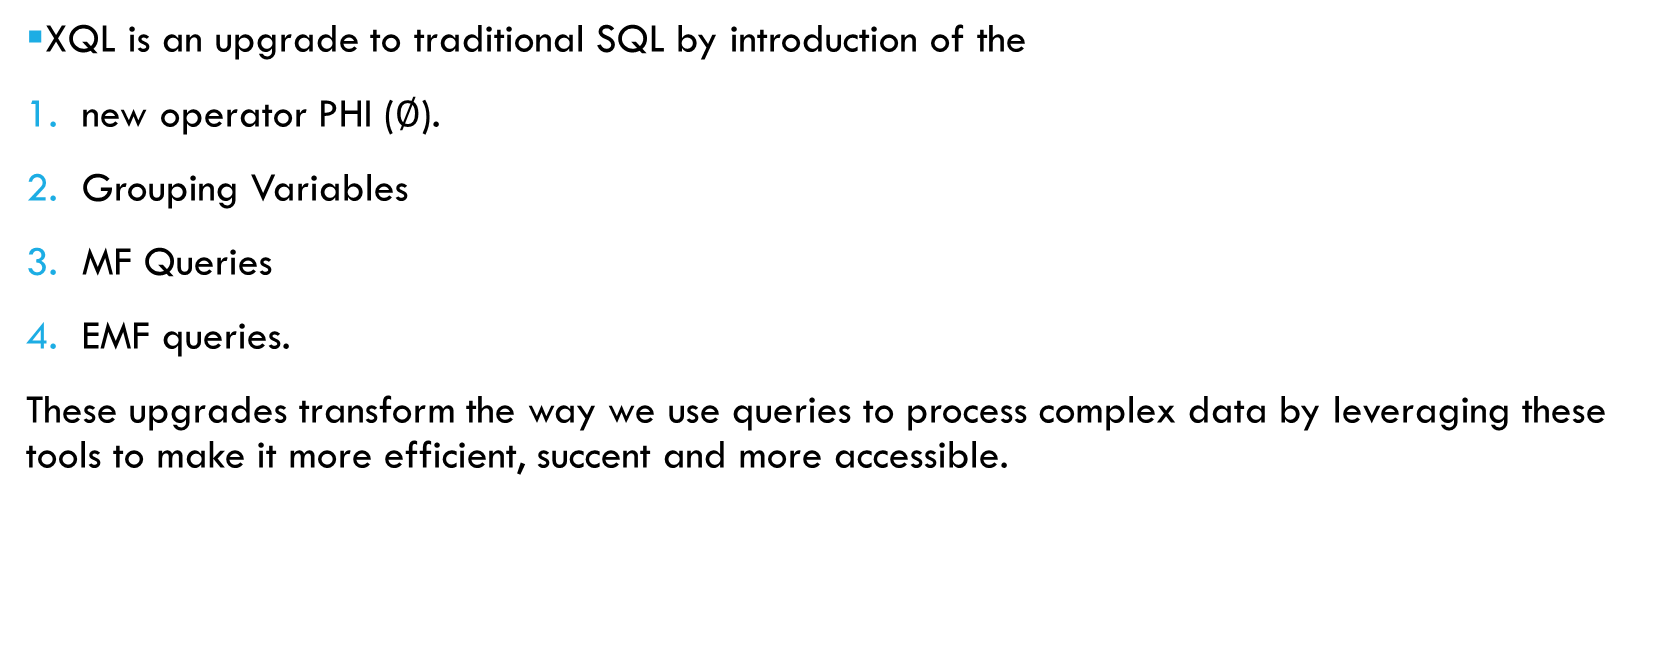 ▪XQL is an upgrade to traditional SQL by introduction of the
1. new operator PHI (∅).
2. Grouping Variables
3. MF Queries
4. EMF queries.
These upgrades transform the way we use queries to process complex data by leveraging these
tools to make it more efficient, succent and more accessible.